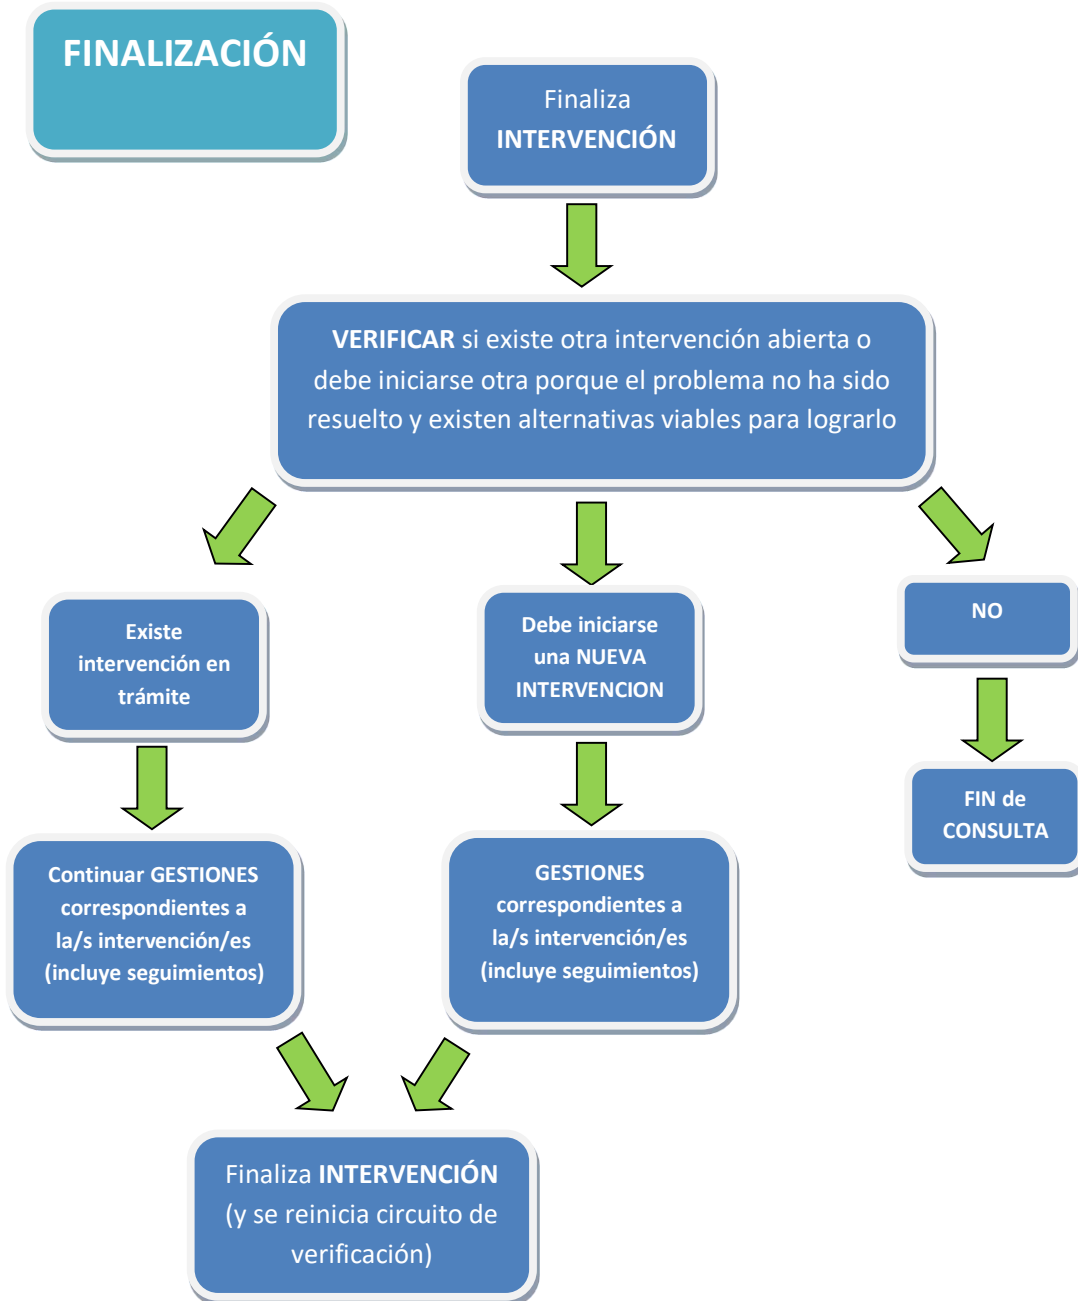 FINALIZACIÓN
Finaliza
INTERVENCIÓN
VERIFICAR si existe otra intervención abierta o
debe iniciarse otra porque el problema no ha sido
resuelto y existen alternativas viables para lograrlo
Existe
intervención en
trámite
Debe iniciarse
una NUEVA
INTERVENCION
NO
Continuar GESTIONES
correspondientes a
la/s intervención/es
(incluye seguimientos)
GESTIONES
correspondientes a
la/s intervención/es
(incluye seguimientos)
FIN de
CONSULTA
Finaliza INTERVENCIÓN
(y se reinicia circuito de
verificación)